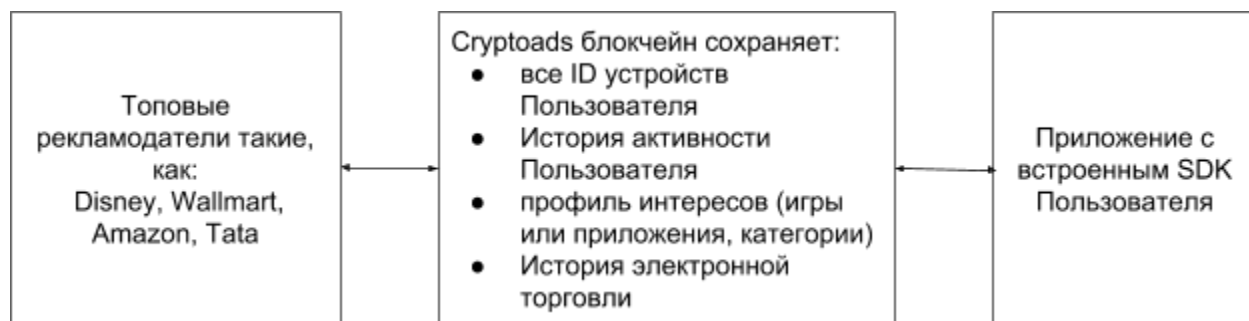 Топовые
рекламодатели такие,
как:
Disney, Wallmart,
Amazon, Tata
Cryptoads блокчейн сохраняет:
● все ID устройств
Пользователя
● История активности
Пользователя
● профиль интересов (игры
или приложения, категории)
● История электронной
торговли
Приложение с
встроенным SDK
Пользователя